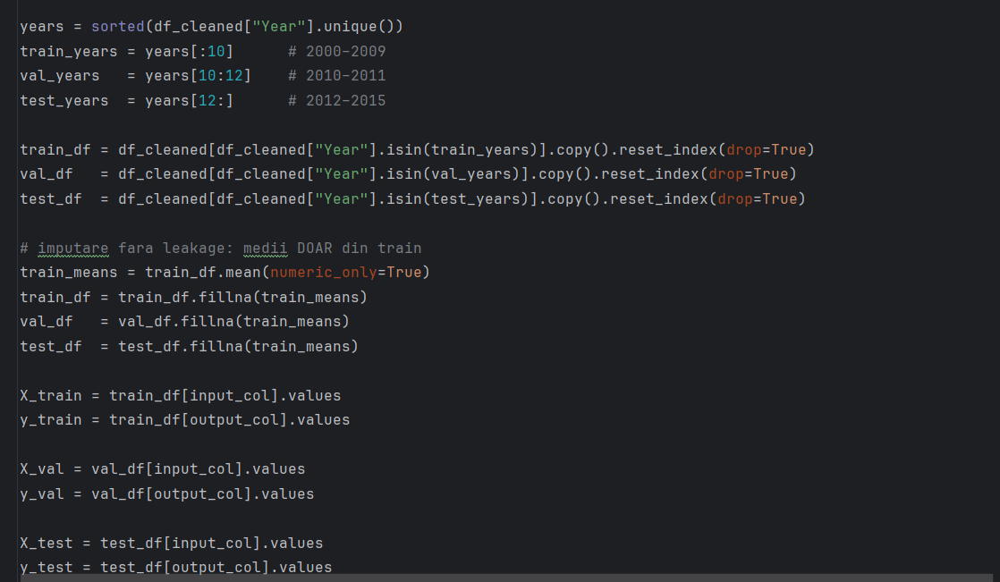 years = sorted(df_cleaned["Year"].unique())
train_years = years[:10]      # 2000-2009
val_years   = years[10:12]    # 2010-2011
test_years  = years[12:]      # 2012-2015

train_df = df_cleaned[df_cleaned["Year"].isin(train_years)].copy().reset_index(drop=True)
val_df   = df_cleaned[df_cleaned["Year"].isin(val_years)].copy().reset_index(drop=True)
test_df  = df_cleaned[df_cleaned["Year"].isin(test_years)].copy().reset_index(drop=True)

# imputare fara leakage: medii DOAR din train
train_means = train_df.mean(numeric_only=True)
train_df = train_df.fillna(train_means)
val_df   = val_df.fillna(train_means)
test_df  = test_df.fillna(train_means)

X_train = train_df[input_col].values
y_train = train_df[output_col].values

X_val = val_df[input_col].values
y_val = val_df[output_col].values

X_test = test_df[input_col].values
y_test = test_df[output_col].values